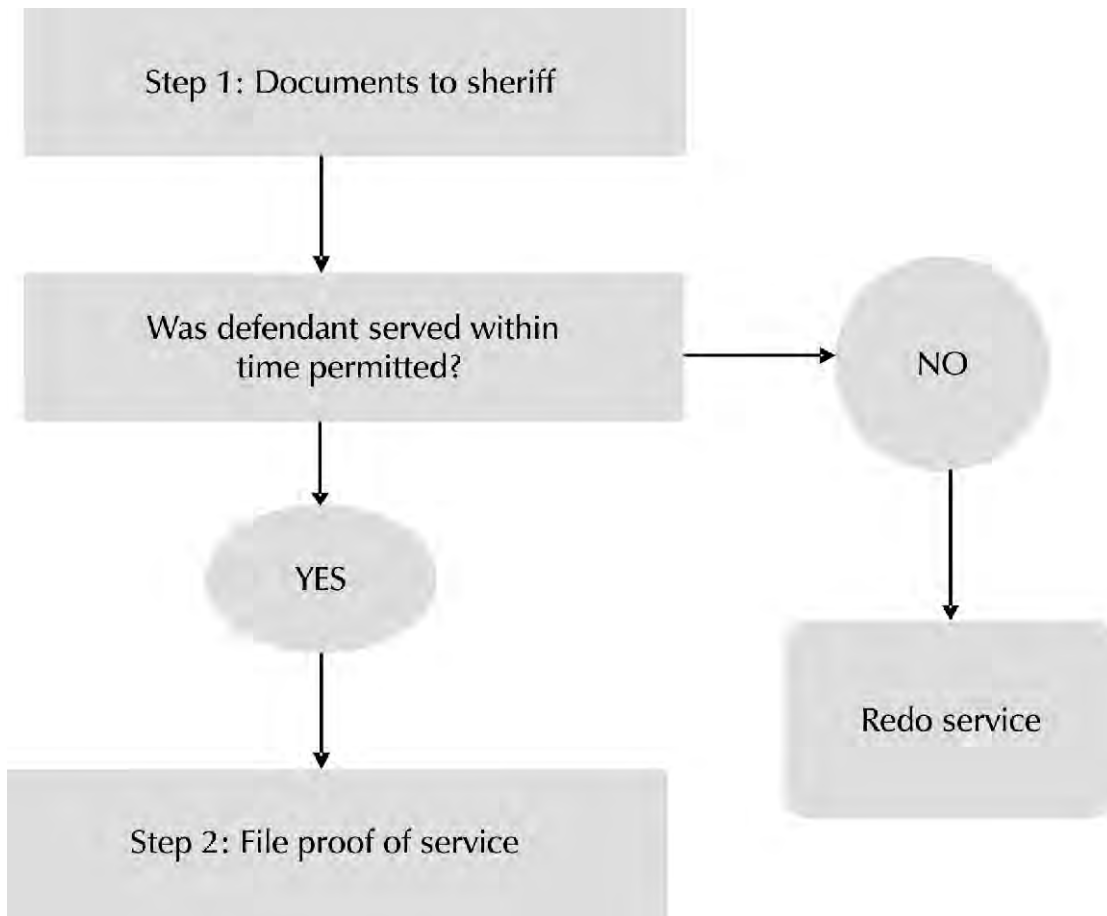 Step 1: Documents to sheriff
Was defendant served within
time permitted?
NO
YES
Redo service
Step 2: File proof of service